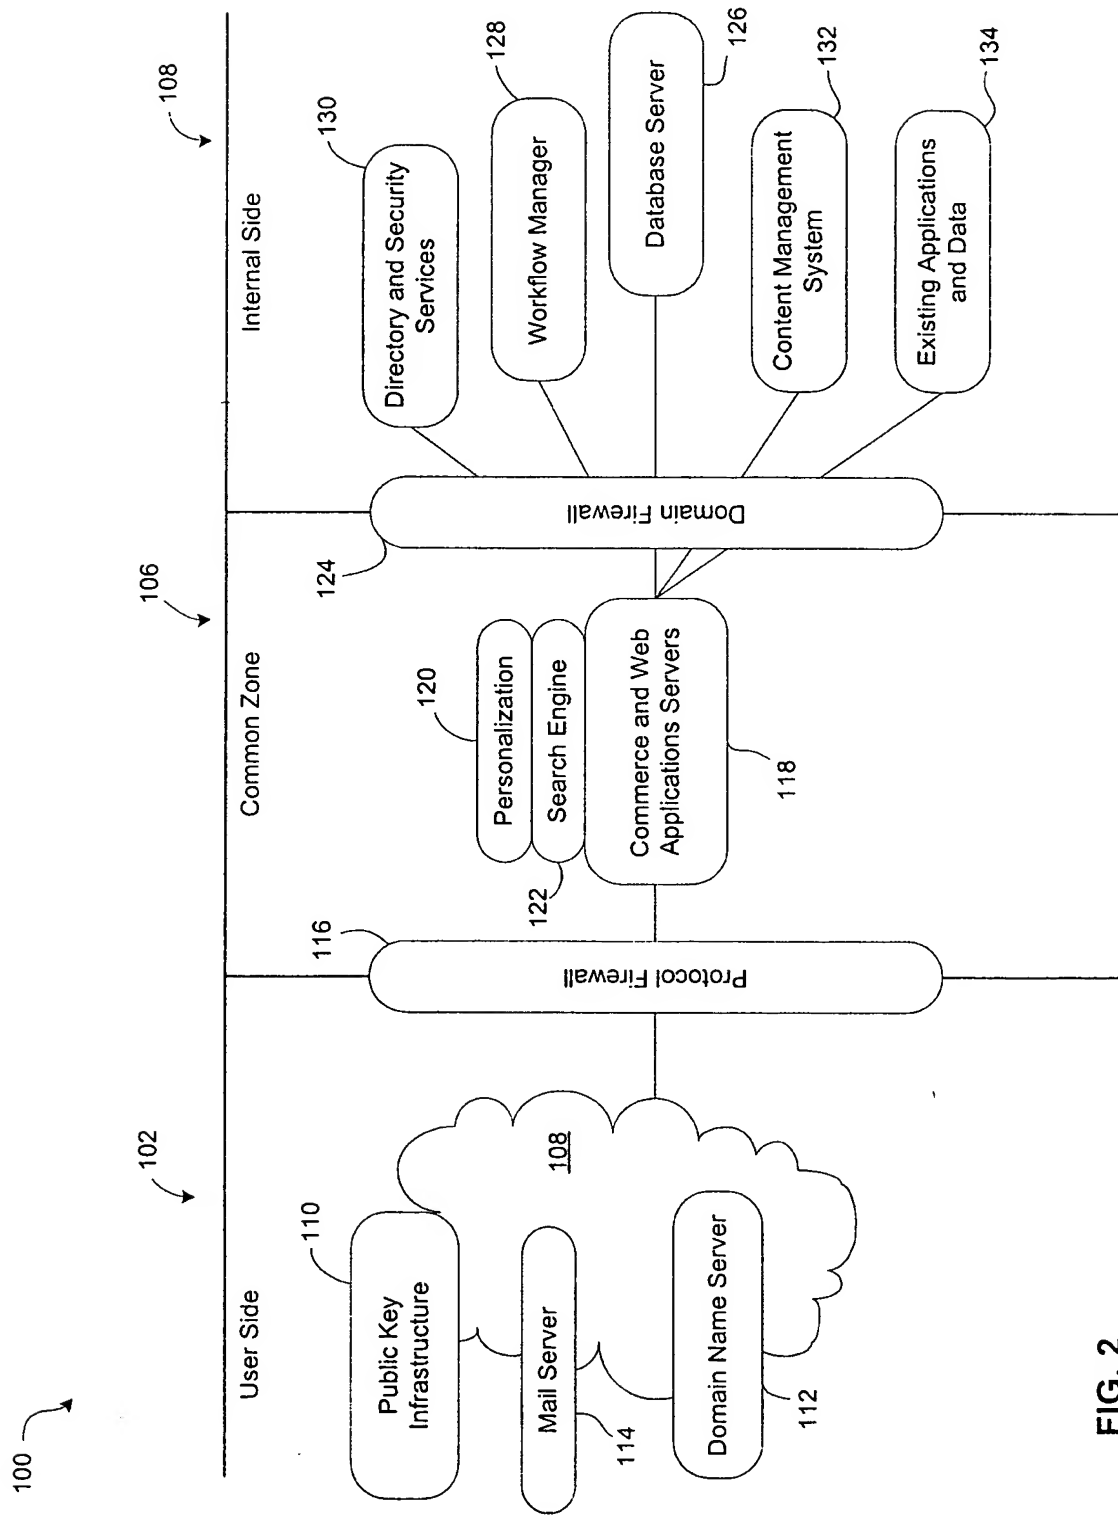 100
102
106
108
User Side
Common Zone
Internal Side
110
Public Key
Infrastructure
108
Mail Server
114
Domain Name Server
112
116
Protocol Firewall
120
Personalization
Search Engine
122
Commerce and Web
Applications Servers
118
124
Domain Firewall
130
Directory and Security
Services
128
Workflow Manager
Database Server
126
Content Management
System
132
Existing Applications
and Data
134
FIG. 2